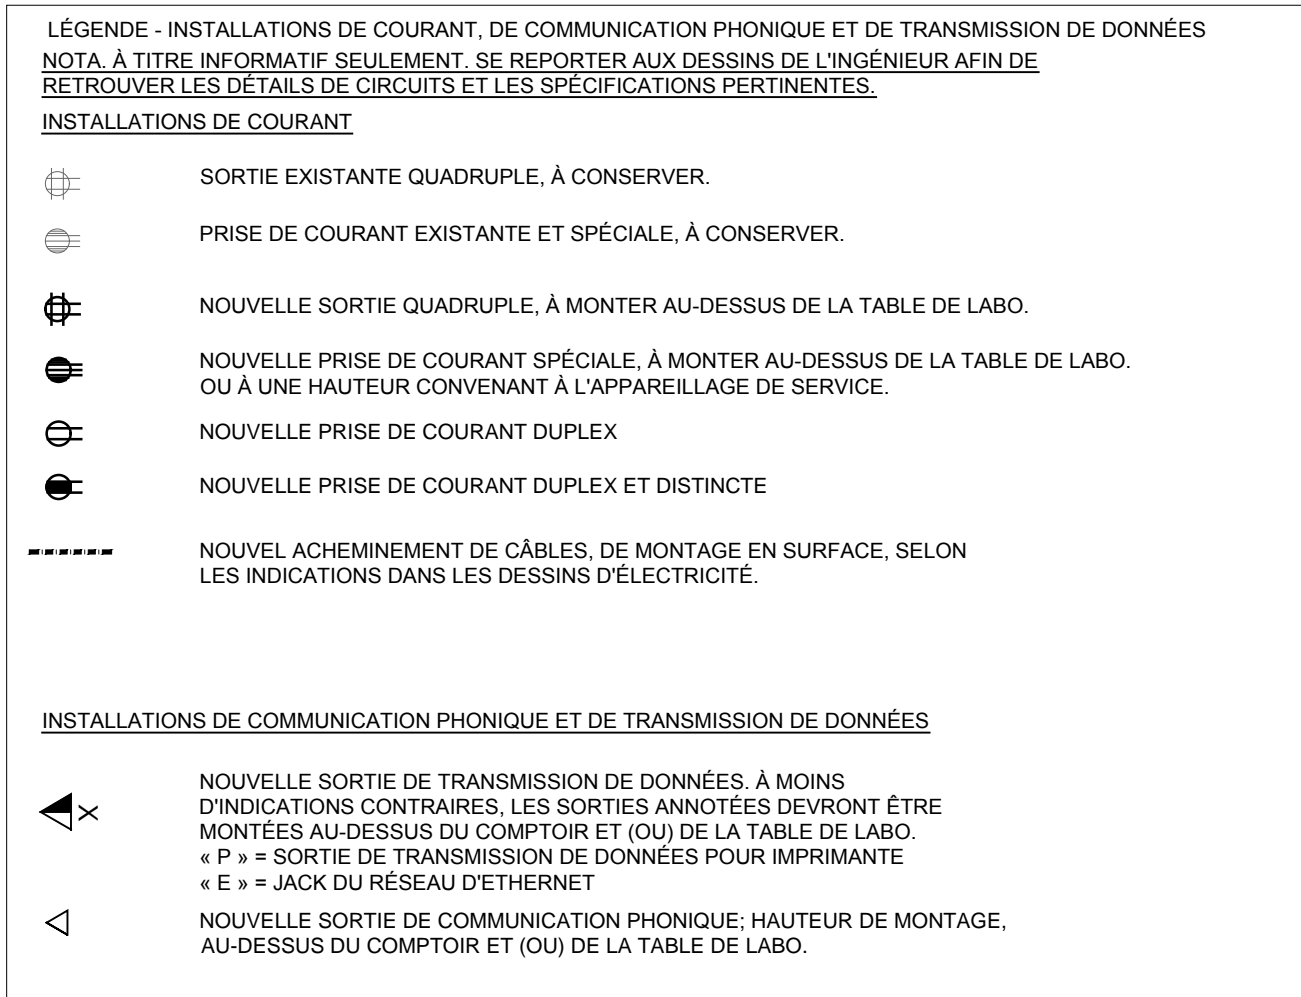 LÉGENDE - INSTALLATIONS DE COURANT, DE COMMUNICATION PHONIQUE ET DE TRANSMISSION DE DONNÉES
NOTA. À TITRE INFORMATIF SEULEMENT. SE REPORTER AUX DESSINS DE L'INGÉNIEUR AFIN DE
RETROUVER LES DÉTAILS DE CIRCUITS ET LES SPÉCIFICATIONS PERTINENTES.
INSTALLATIONS DE COURANT
SORTIE EXISTANTE QUADRUPLE, À CONSERVER.
PRISE DE COURANT EXISTANTE ET SPÉCIALE, À CONSERVER.
NOUVELLE SORTIE QUADRUPLE, À MONTER AU-DESSUS DE LA TABLE DE LABO.
NOUVELLE PRISE DE COURANT SPÉCIALE, À MONTER AU-DESSUS DE LA TABLE DE LABO.
OU À UNE HAUTEUR CONVENANT À L'APPAREILLAGE DE SERVICE.
NOUVELLE PRISE DE COURANT DUPLEX
NOUVELLE PRISE DE COURANT DUPLEX ET DISTINCTE
NOUVEL ACHEMINEMENT DE CÂBLES, DE MONTAGE EN SURFACE, SELON
LES INDICATIONS DANS LES DESSINS D'ÉLECTRICITÉ.
INSTALLATIONS DE COMMUNICATION PHONIQUE ET DE TRANSMISSION DE DONNÉES
NOUVELLE SORTIE DE TRANSMISSION DE DONNÉES. À MOINS
D'INDICATIONS CONTRAIRES, LES SORTIES ANNOTÉES DEVRONT ÊTRE
X MONTÉES AU-DESSUS DU COMPTOIR ET (OU) DE LA TABLE DE LABO.
« P » = SORTIE DE TRANSMISSION DE DONNÉES POUR IMPRIMANTE
« E » = JACK DU RÉSEAU D'ETHERNET
NOUVELLE SORTIE DE COMMUNICATION PHONIQUE; HAUTEUR DE MONTAGE,
AU-DESSUS DU COMPTOIR ET (OU) DE LA TABLE DE LABO.